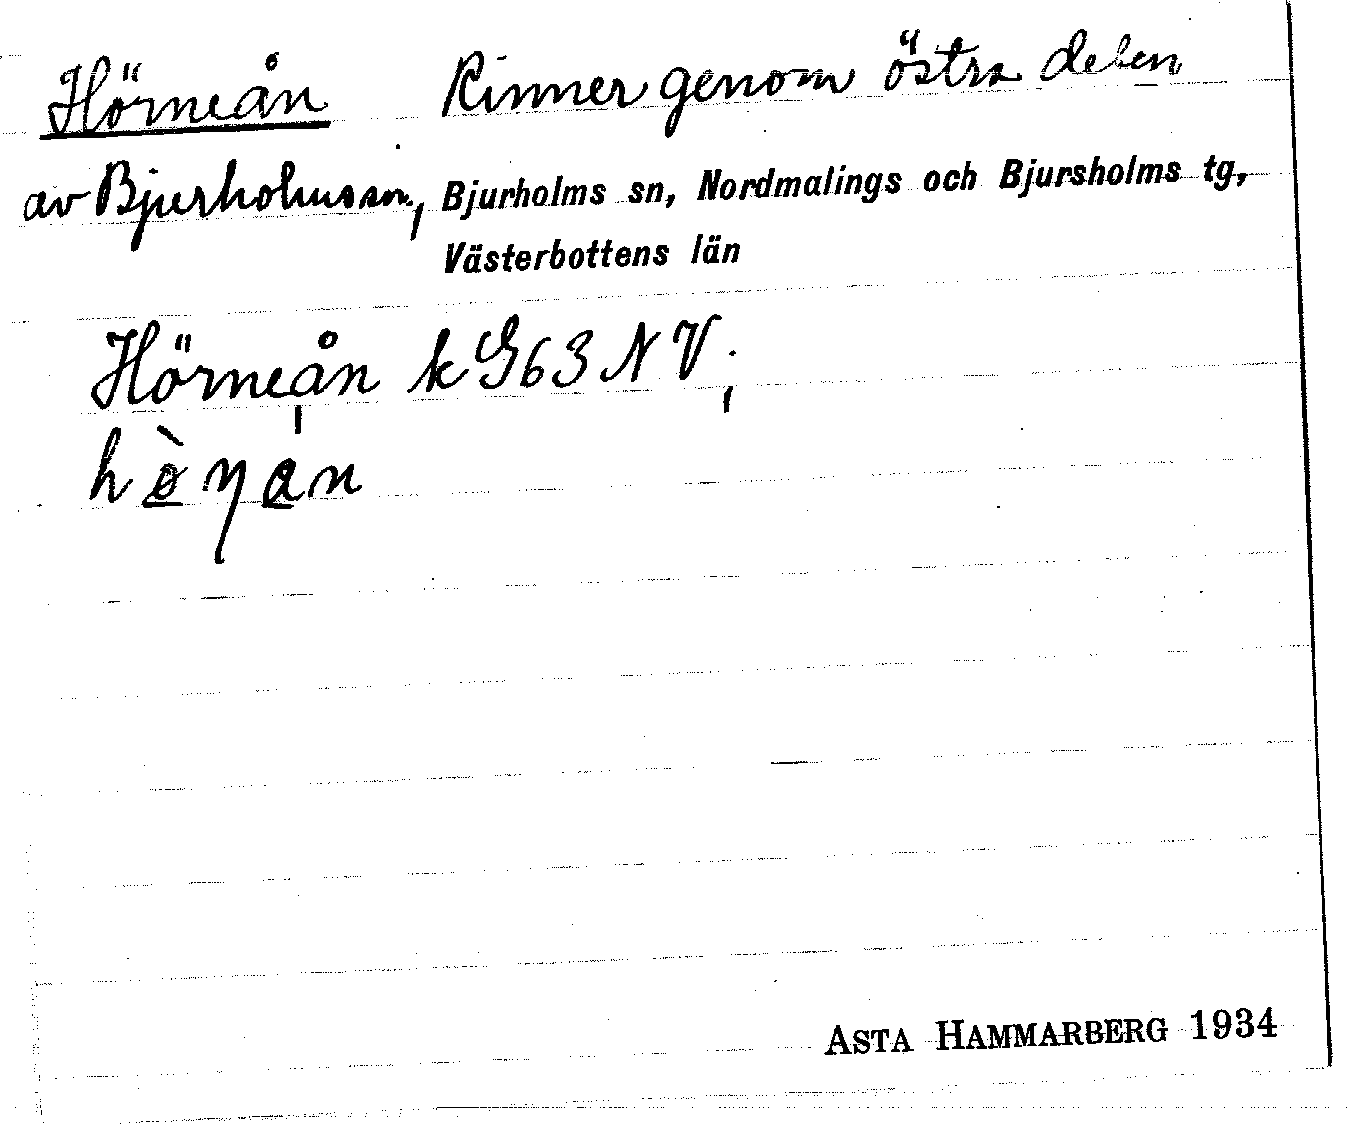 Hörneån Rinner genom östra delen
av Bjurholmssn, Bjurholms sn, Nordmalings och Bjursholms tg,
Västerbottens län
Hörneån k G63 NV;
ASTA HAMMARBERG 1934